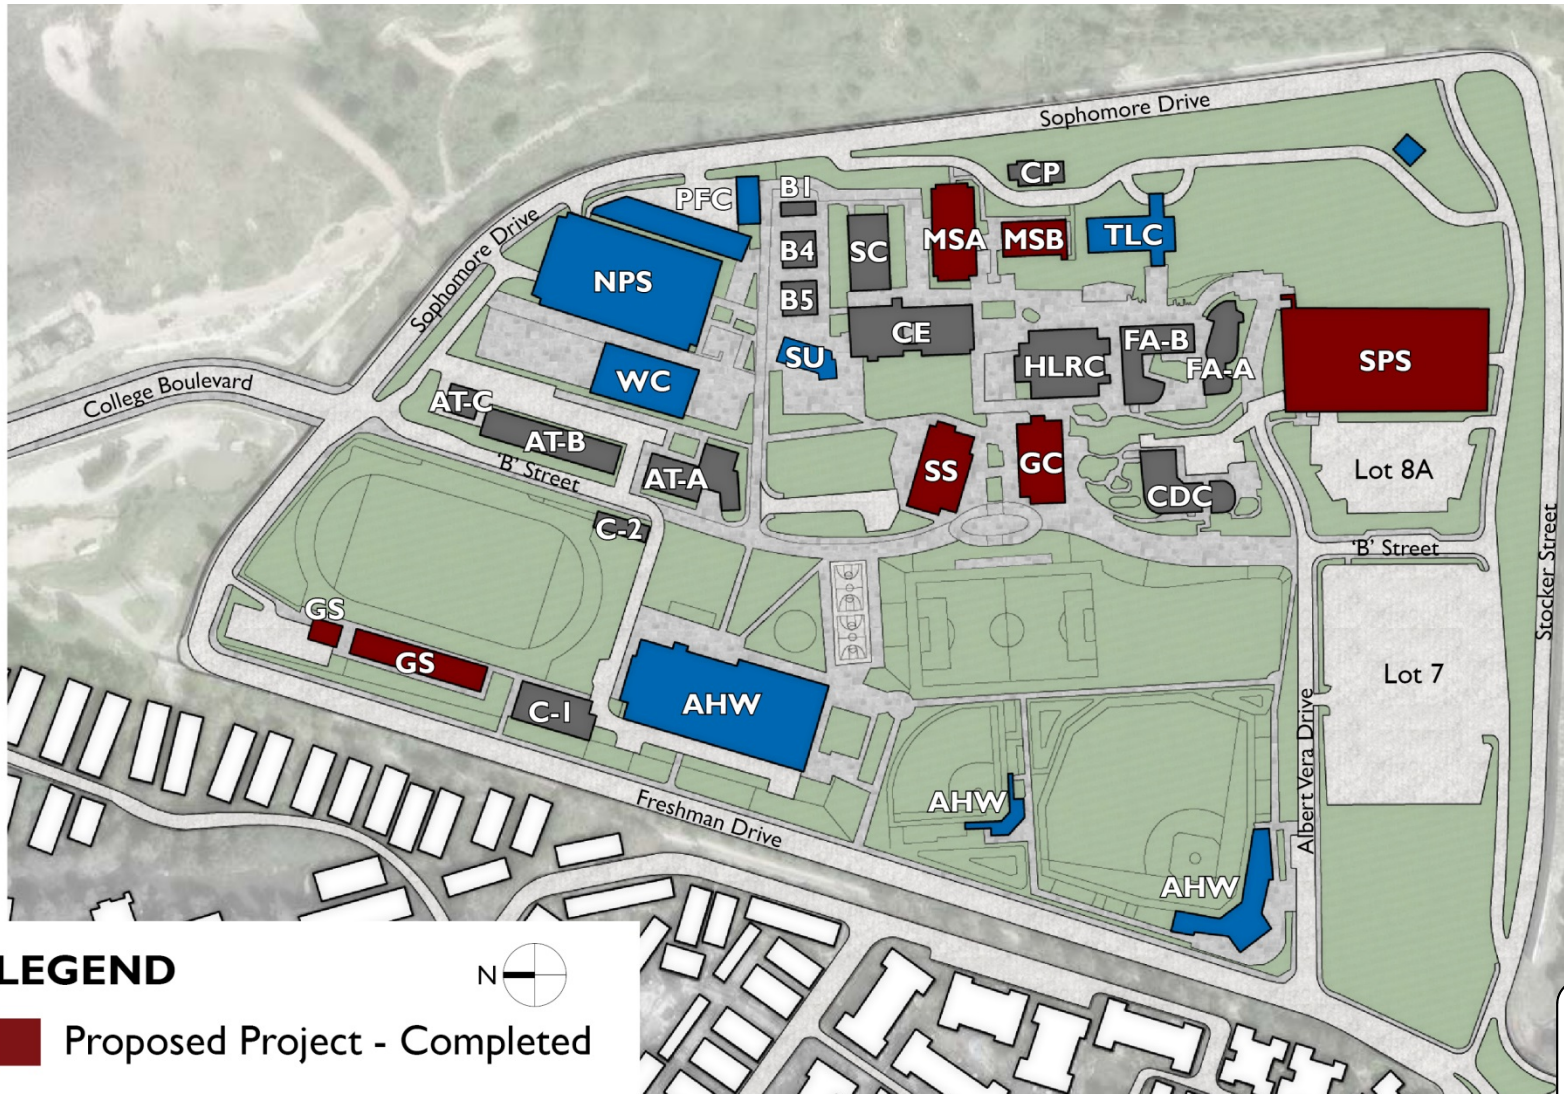 Sophomore Drive
CP
PFC
B1
B4
B5
SC
MSA
MSB
TLC
Sophomore Drive
NPS
CE
SU
WC
HLRC
FA-B
FA-A
SPS
College Boulevard
AT-C
AT-B
'B' Street
AT-A
SS
GC
CDC
Lot 8A
C-2
'B' Street
Stocker Street
GS
GS
C-1
AHW
Lot 7
Albert Vera Drive
Freshman Drive
AHW
AHW
LEGEND
N
Proposed Project - Completed